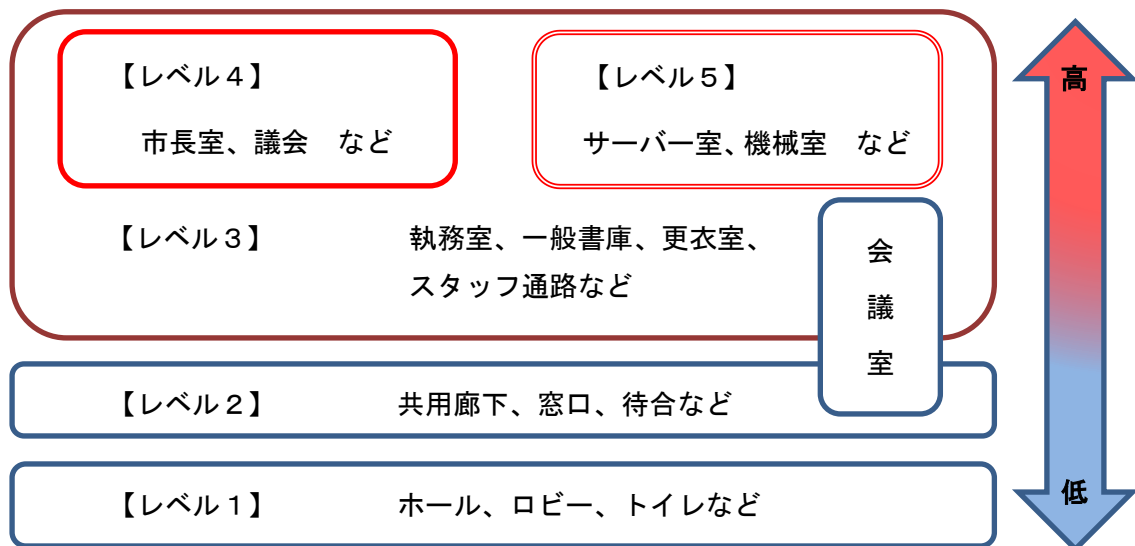 【レベル４】
市長室、議会　など
【レベル５】
サーバー室、機械室　など
【レベル３】
執務室、一般書庫、更衣室、
スタッフ通路など
会議室
【レベル２】
共用廊下、窓口、待合など
【レベル１】
ホール、ロビー、トイレなど
高
低